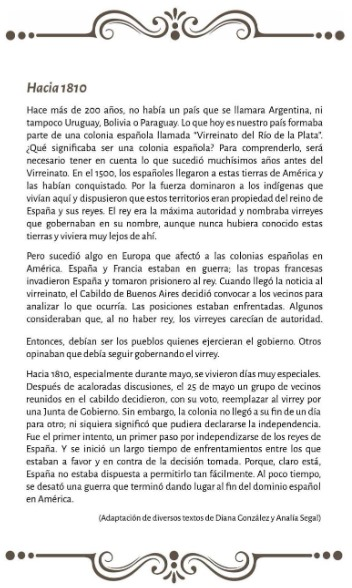 Hacia 1810
Hace más de 200 años, no había un país que se llamara Argentina, ni
tampoco Uruguay, Bolivia o Paraguay. Lo que hoy es nuestro país formaba
parte de una colonia española llamada "Virreinato del Río de la Plata".
¿Qué significaba ser una colonia española? Para comprenderlo, será
necesario tener en cuenta lo que sucedió muchísimos años antes del
Virreinato. En el 1500, los españoles llegaron a estas tierras de América y
las habían conquistado. Por la fuerza dominaron a los indígenas que
vivían aquí y dispusieron que estos territorios eran propiedad del reino de
España y sus reyes. El rey era la máxima autoridad y nombraba virreyes
que gobernaban en su nombre, aunque nunca hubiera conocido estas
tierras y viviera muy lejos de ahí.
Pero sucedió algo en Europa que afectó a las colonias españolas en
América. España y Francia estaban en guerra; las tropas francesas
invadieron España y tomaron prisionero al rey. Cuando llegó la noticia al
virreinato, el Cabildo de Buenos Aires decidió convocar a los vecinos para
analizar lo que ocurría. Las posiciones estaban enfrentadas. Algunos
consideraban que, al no haber rey, los virreyes carecían de autoridad.
Entonces, debían ser los pueblos quienes ejercieran el gobierno. Otros
opinaban que debía seguir gobernando el virrey.
Hacia 1810, especialmente durante mayo, se vivieron días muy especiales.
Después de acaloradas discusiones, el 25 de mayo un grupo de vecinos
reunidos en el cabildo decidieron, con su voto, reemplazar al virrey por
una Junta de Gobierno. Sin embargo, la colonia no llegó a su fin de un día
para otro; ni siquiera significó que pudiera declararse la independencia.
Fue el primer intento, un primer paso por independizarse de los reyes de
España. Y se inició un largo tiempo de enfrentamientos entre los que
estaban a favor y en contra de la decisión tomada. Porque, claro está,
España no estaba dispuesta a permitirlo tan fácilmente. Al poco tiempo,
se desató una guerra que terminó dando lugar al fin del dominio español
en América.
(Adaptación de diversos textos de Diana González y Analía Segal)